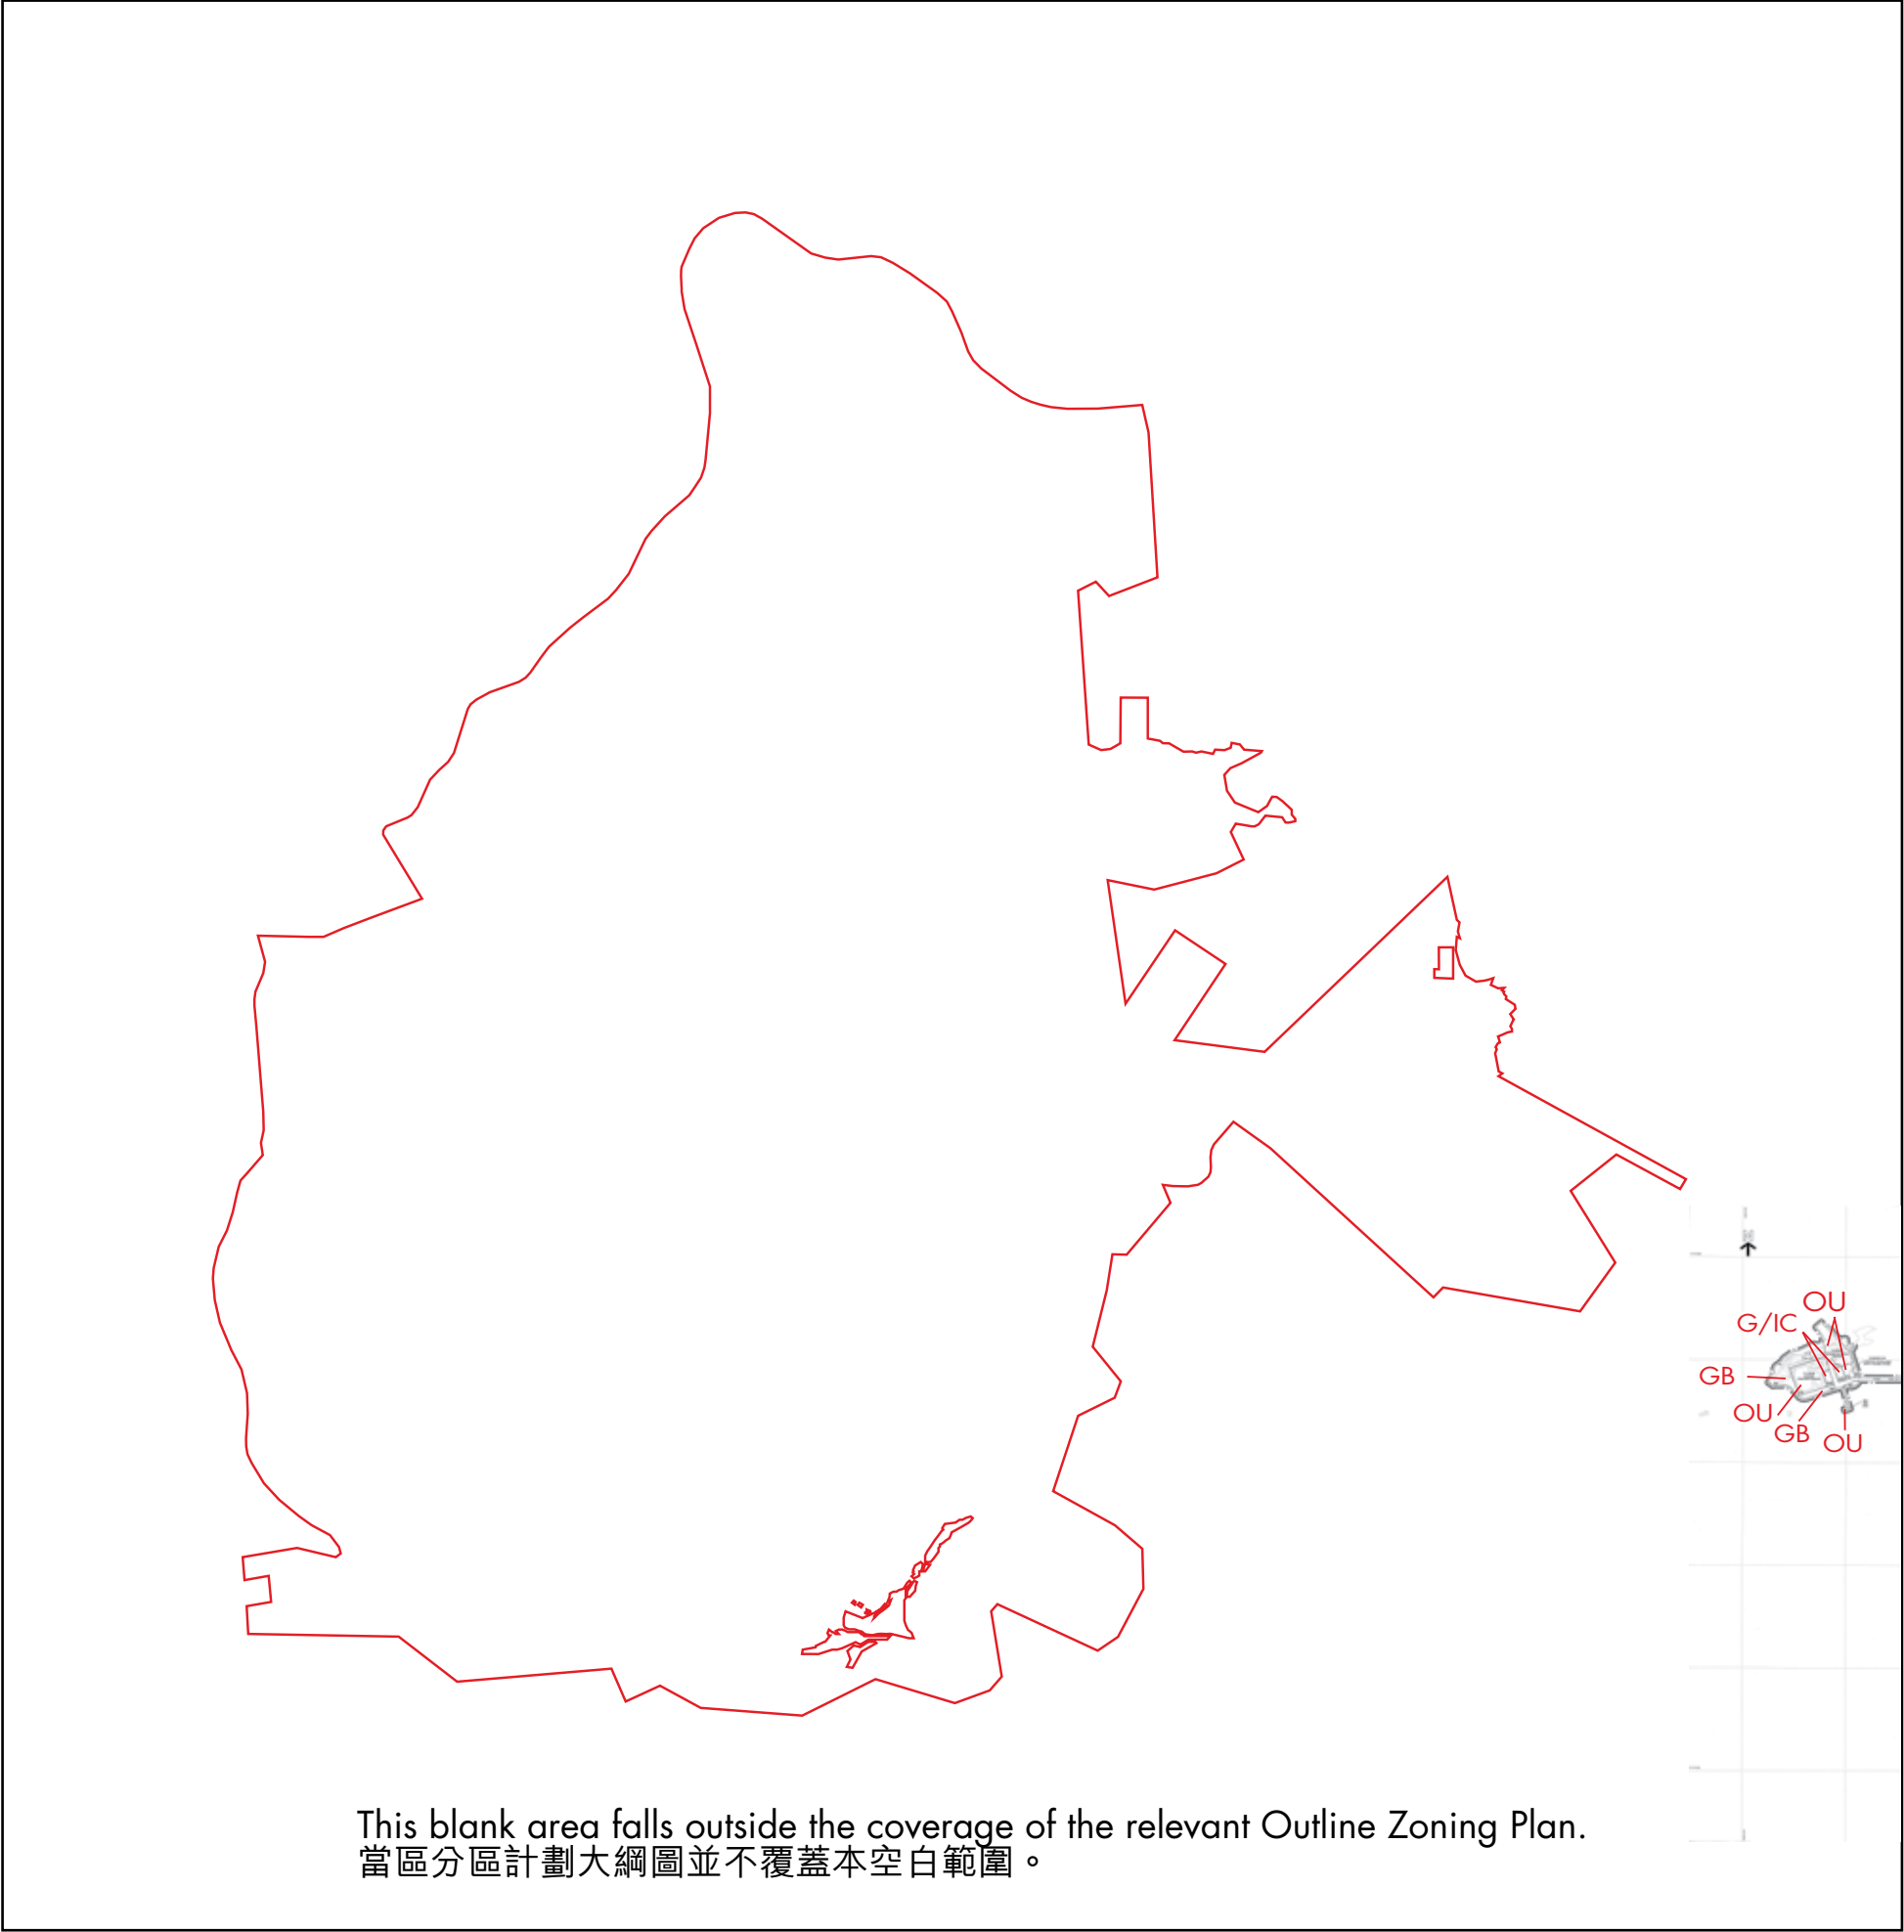 OU
G/IC
GB
OU
GB
OU
This blank area falls outside the coverage of the relevant Outline Zoning Plan.
當區分區計劃大綱圖並不覆蓋本空白範圍。